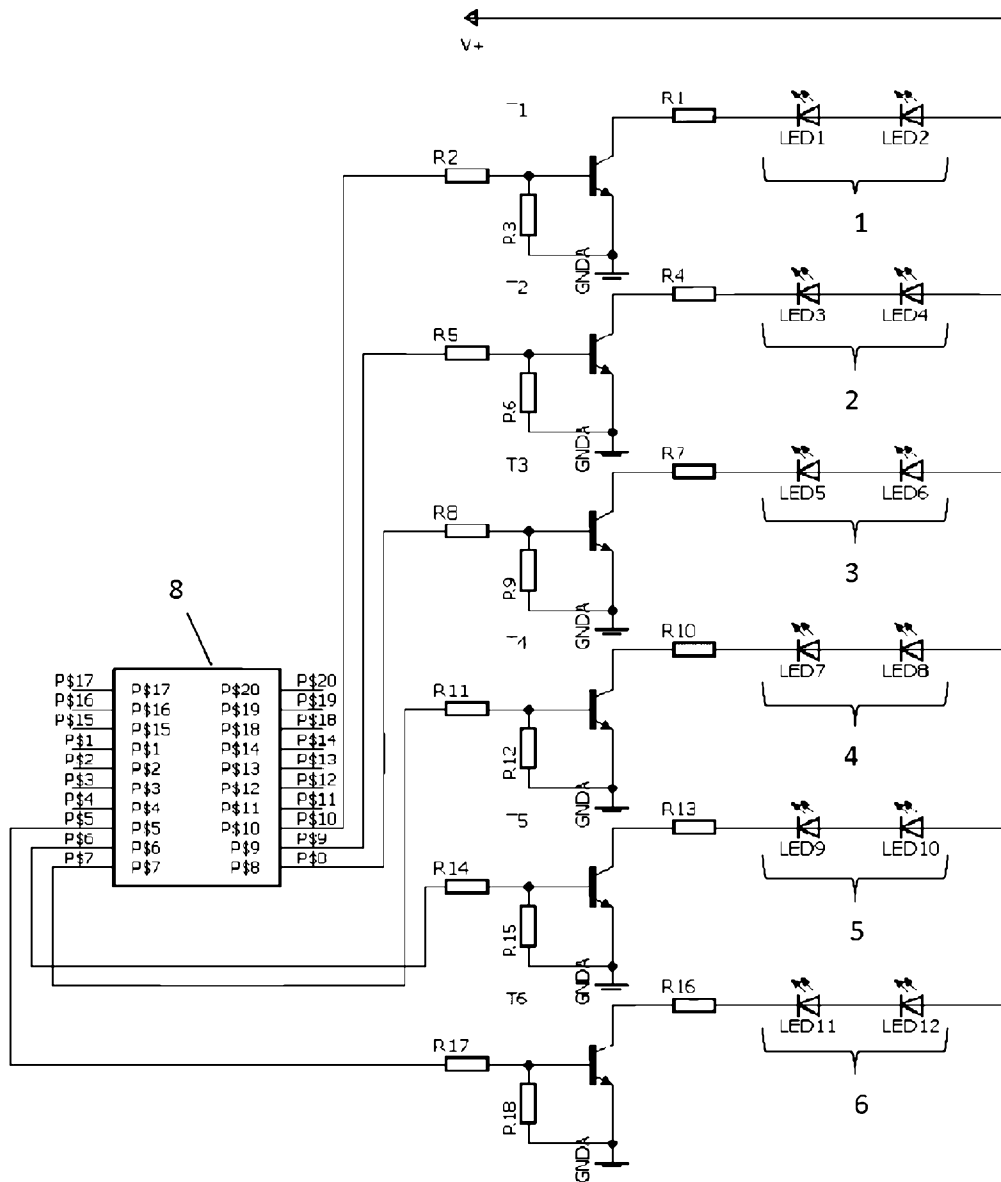 V+
T1
R1
LED1 LED2
R2
1
R3
GNDA
T2
R4
LED3 LED4
R5
2
R6
GNDA
T3
R7
LED5 LED6
R8
3
R9
GNDA
T4
R10
LED7 LED8
R11
4
R12
GNDA
T5
R13
LED9 LED10
R14
5
R15
GNDA
T6
R16
LED11 LED12
R17
6
R18
GNDA
8
P$17 P$17 P$20 P$20
P$16 P$16 P$19 P$19
P$15 P$15 P$18 P$18
P$1 P$1 P$14 P$14
P$2 P$2 P$13 P$13
P$3 P$3 P$12 P$12
P$4 P$4 P$11 P$11
P$5 P$5 P$10 P$10
P$6 P$6 P$9 P$9
P$7 P$7 P$8 P$8